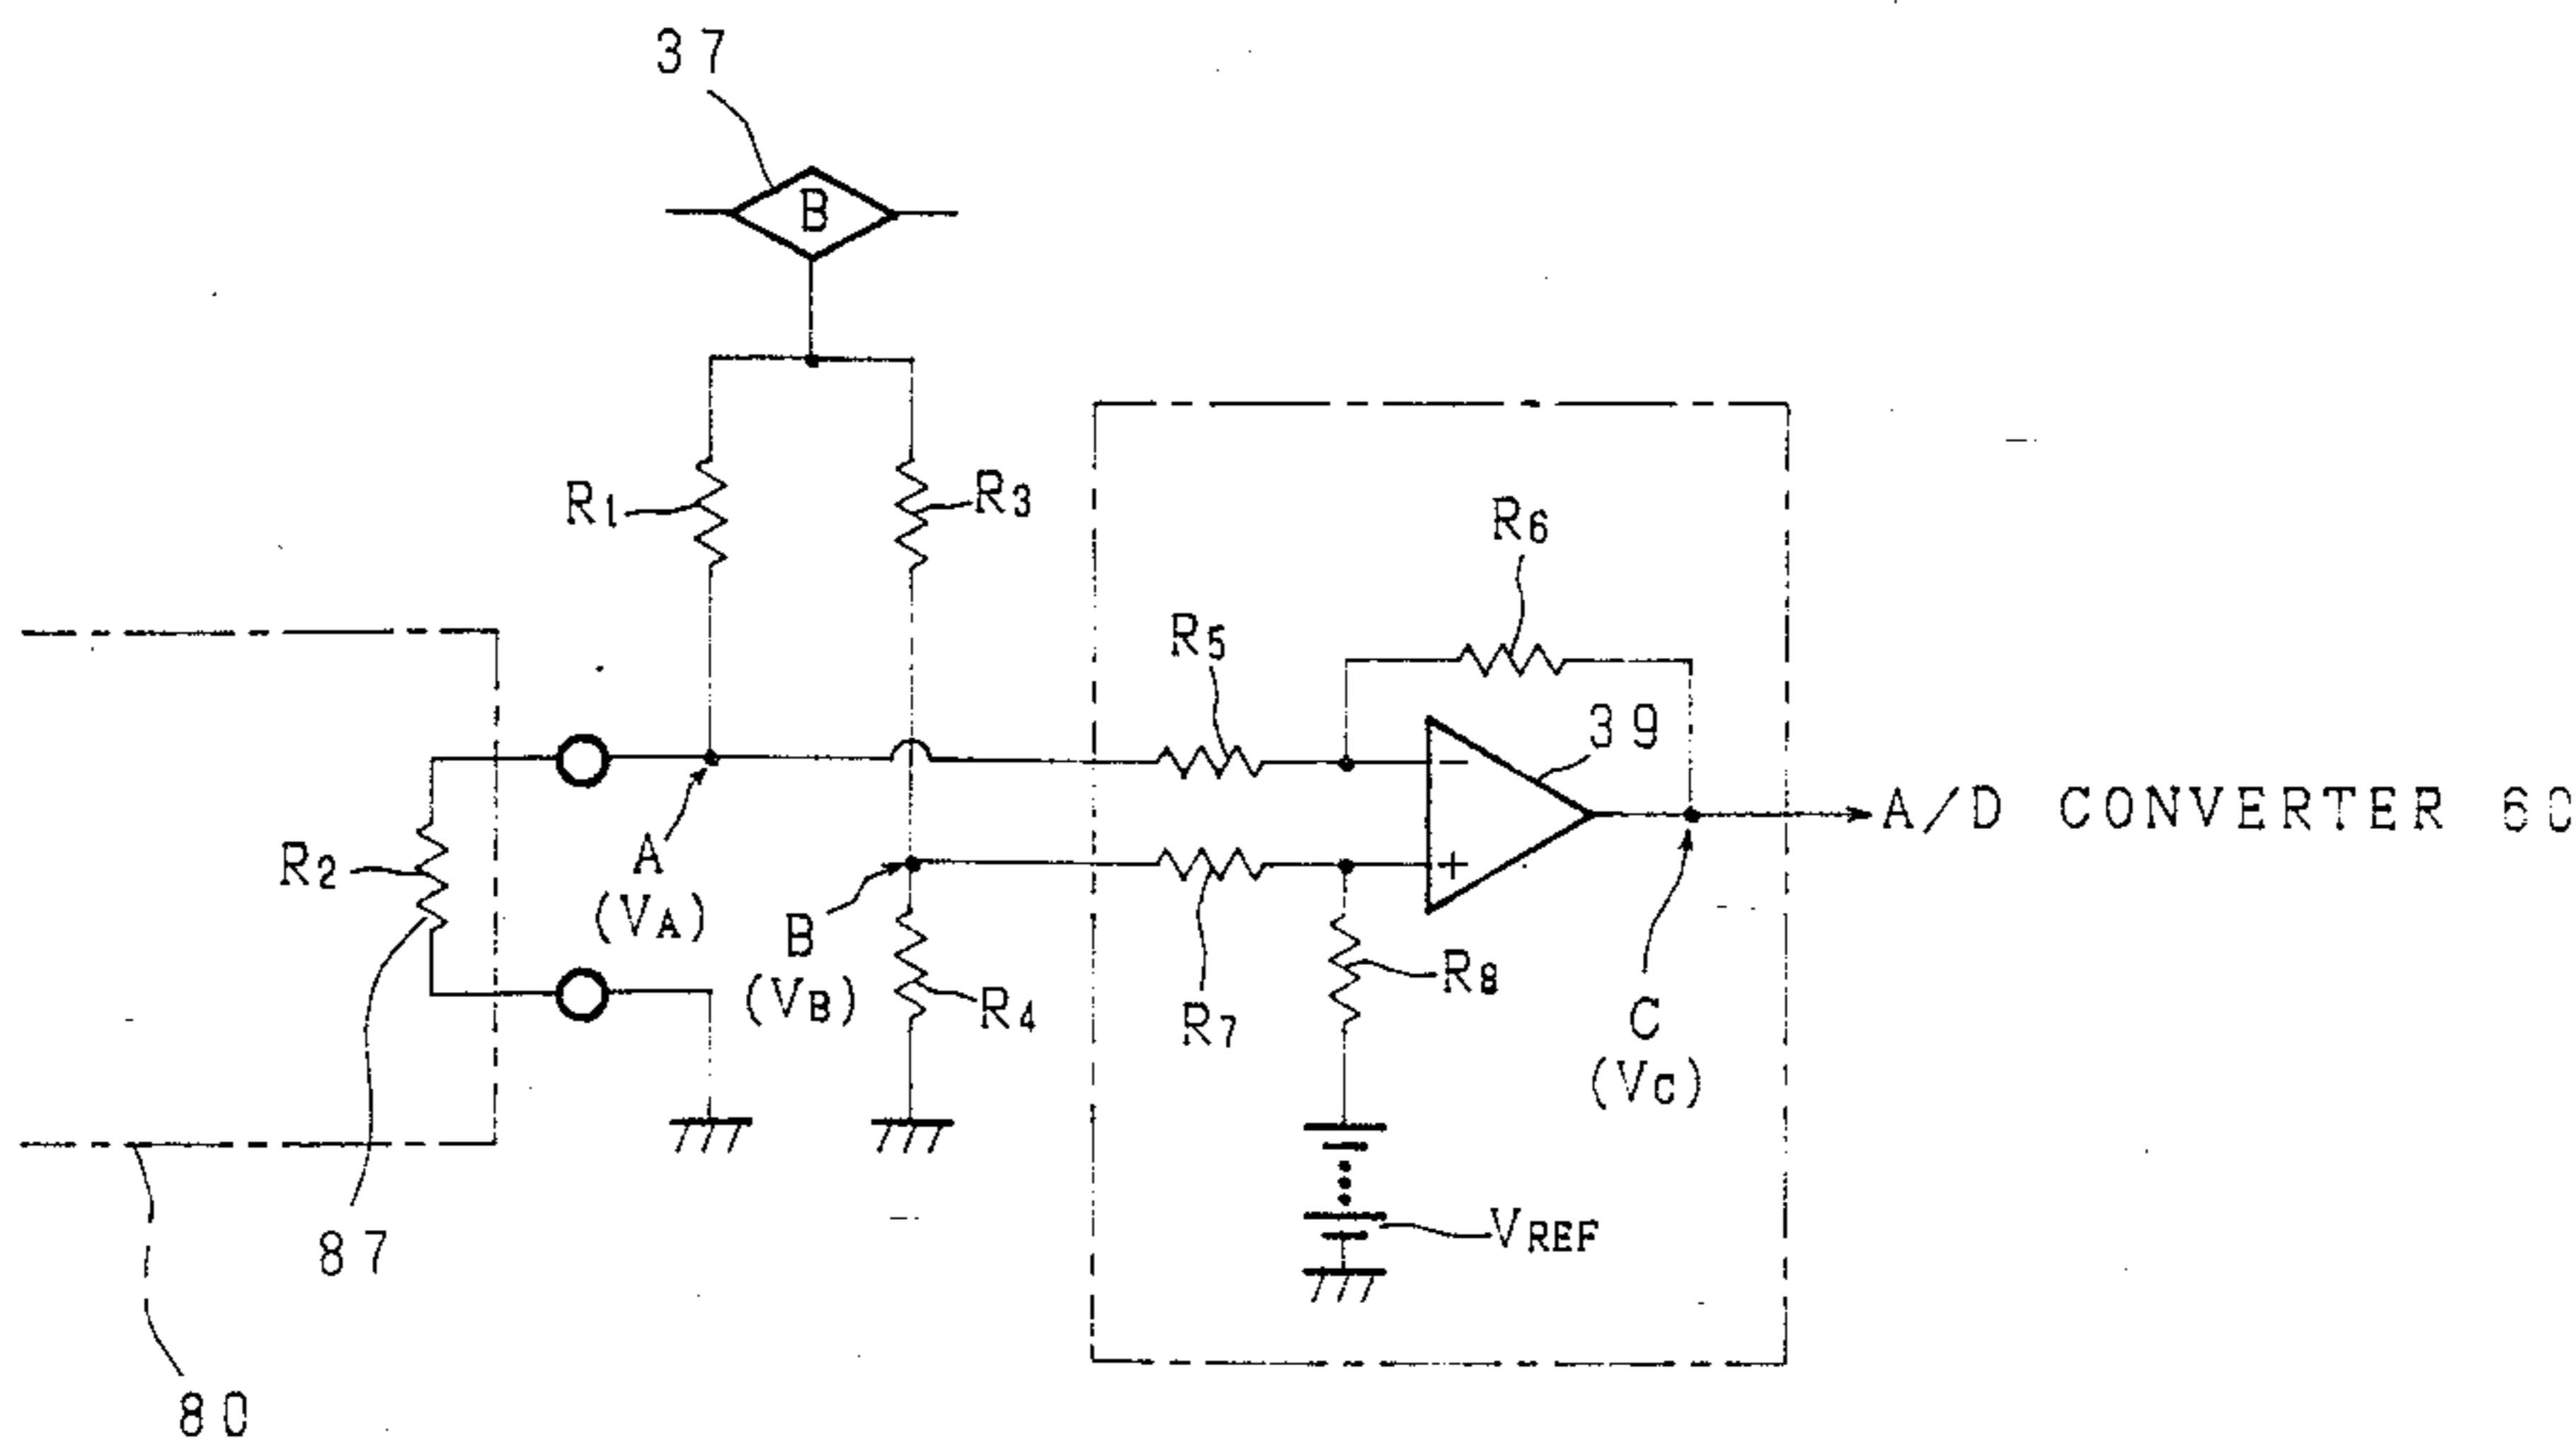 37
B
R1
R3
R6
R5
39
A/D CONVERTER 60
R2
A
(VA)
B
(VB)
R4
R7
R8
C
(VC)
VREF
87
80